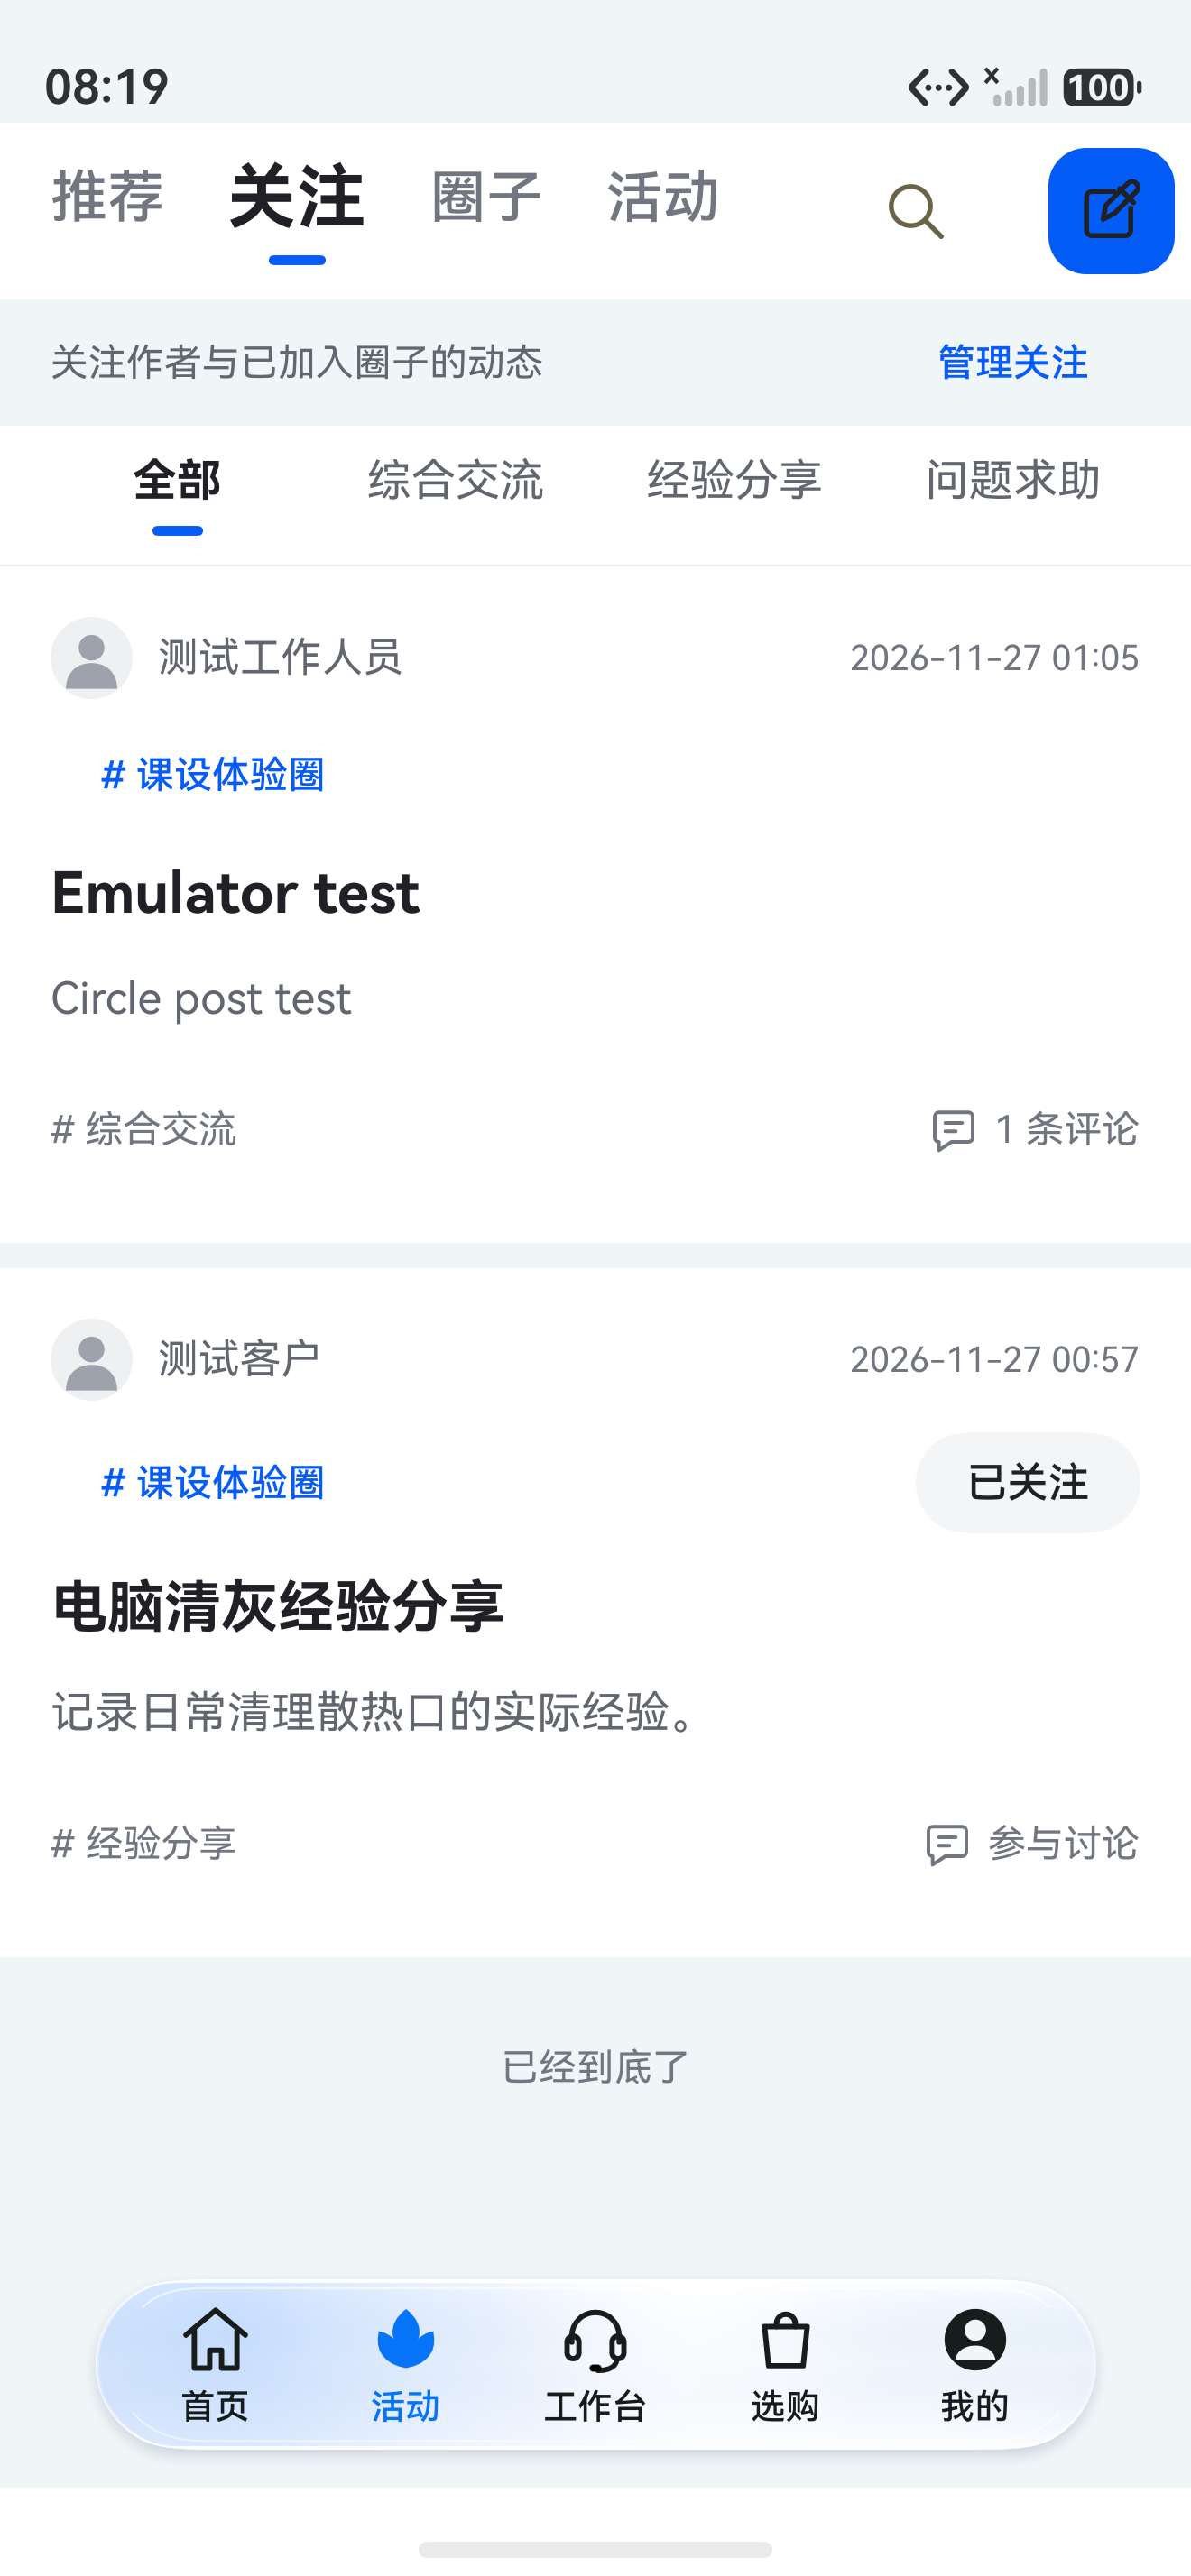 08:19
100
推荐 关注 圈子 活动
关注作者与已加入圈子的动态 管理关注
全部 综合交流 经验分享 问题求助
测试工作人员 2026-11-27 01:05
# 课设体验圈
Emulator test
Circle post test
# 综合交流 1 条评论
测试客户 2026-11-27 00:57
# 课设体验圈 已关注
电脑清灰经验分享
记录日常清理散热口的实际经验。
# 经验分享 参与讨论
已经到底了
首页 活动 工作台 选购 我的